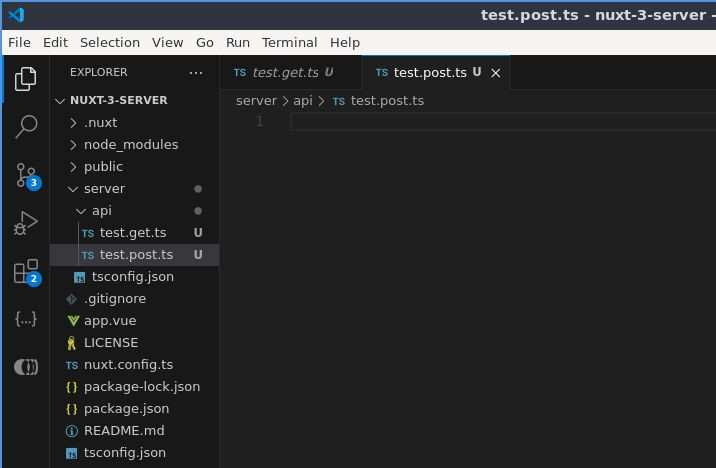 test.post.ts - nuxt-3-server -
File Edit Selection View Go Run Terminal Help
EXPLORER ...
NUXT-3-SERVER
.nuxt
node_modules
public
server
api
TS test.get.ts U
TS test.post.ts U
TS tsconfig.json
.gitignore
app.vue
LICENSE
TS nuxt.config.ts
{ } package-lock.json
{ } package.json
README.md
TS tsconfig.json
3
2
{...}
TS test.get.ts U
TS test.post.ts U
server > api > TS test.post.ts
1